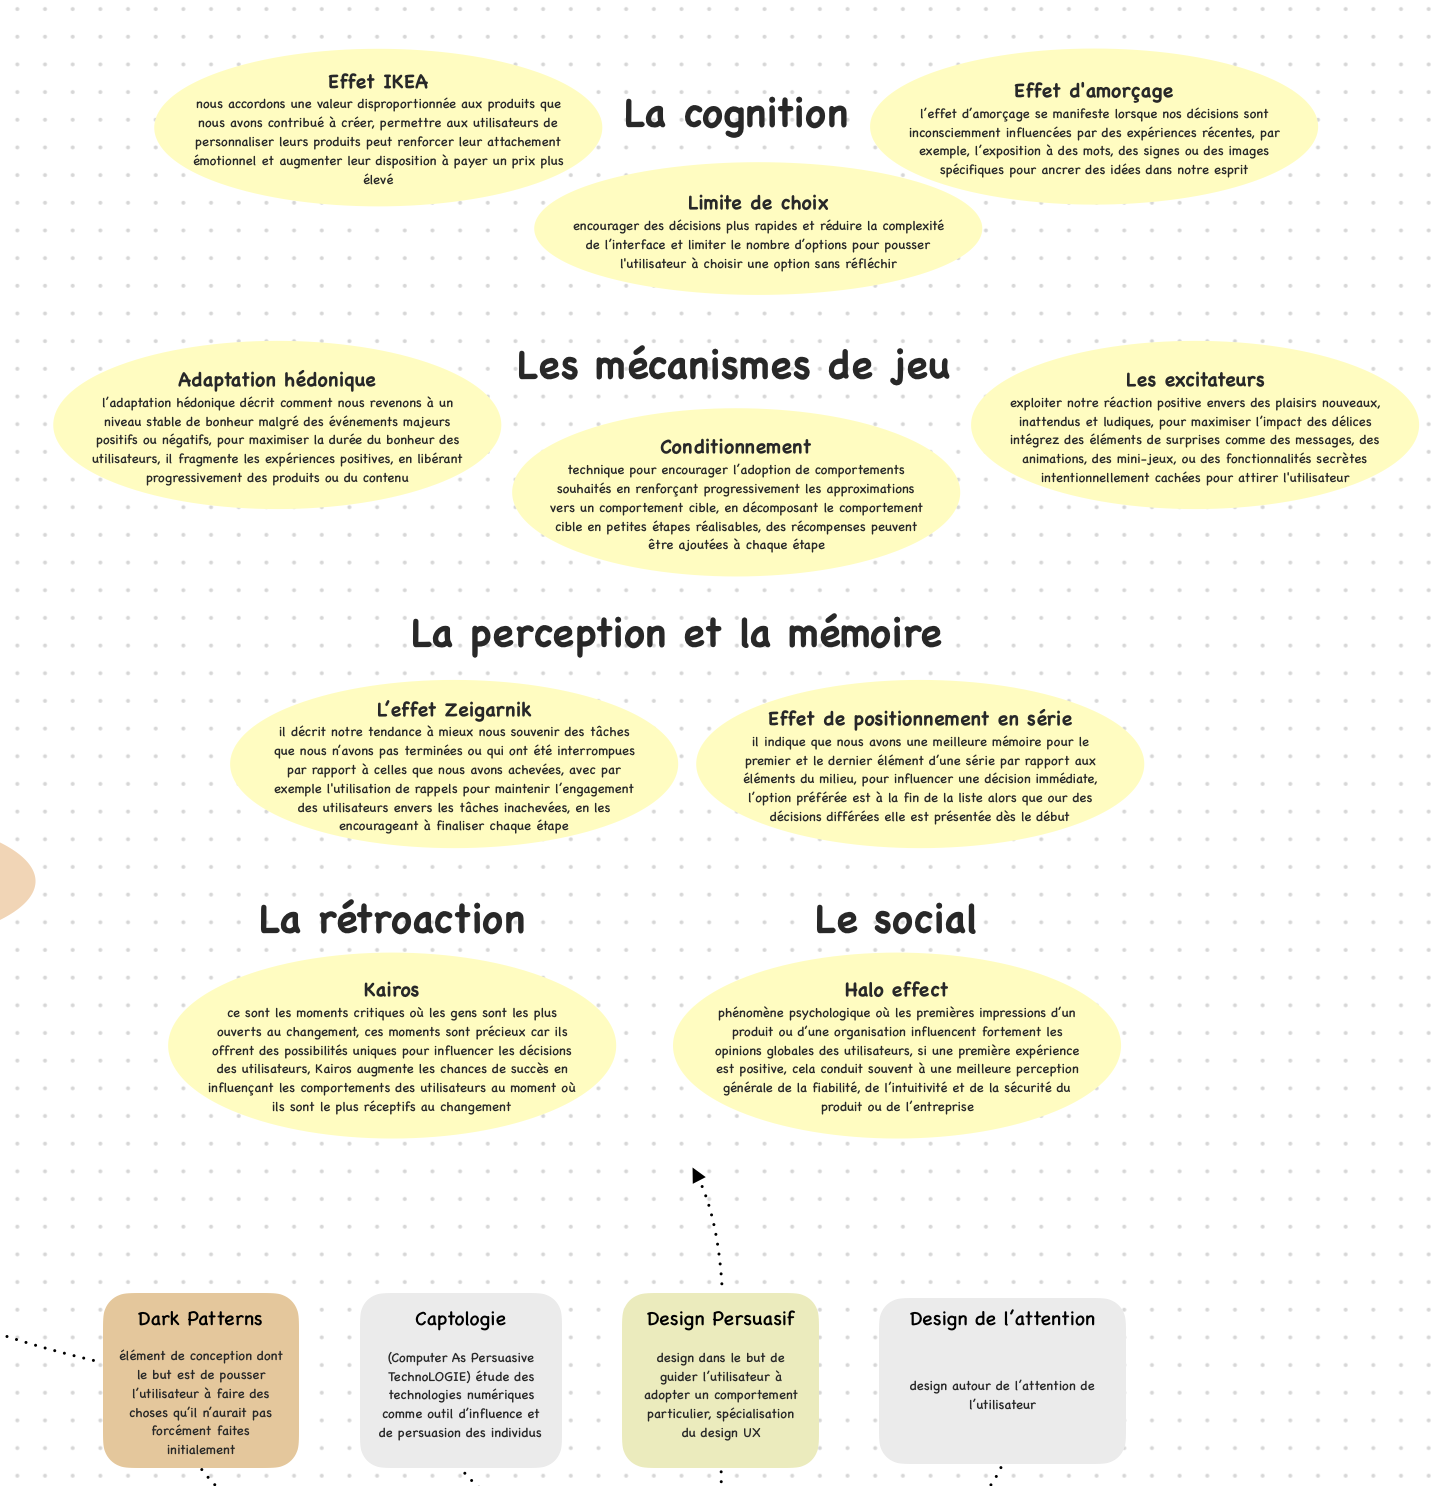 La cognition
Effet IKEA
nous accordons une valeur disproportionnée aux produits que
nous avons contribué à créer, permettre aux utilisateurs de
personnaliser leurs produits peut renforcer leur attachement
émotionnel et augmenter leur disposition à payer un prix plus
élevé
Limite de choix
encourager des décisions plus rapides et réduire la complexité
de l’interface et limiter le nombre d’options pour pousser
l'utilisateur à choisir une option sans réfléchir
Effet d'amorçage
l’effet d’amorçage se manifeste lorsque nos décisions sont
inconsciemment influencées par des expériences récentes, par
exemple, l’exposition à des mots, des signes ou des images
spécifiques pour ancrer des idées dans notre esprit
Les mécanismes de jeu
Adaptation hédonique
l’adaptation hédonique décrit comment nous revenons à un
niveau stable de bonheur malgré des événements majeurs
positifs ou négatifs, pour maximiser la durée du bonheur des
utilisateurs, il fragmente les expériences positives, en libérant
progressivement des produits ou du contenu
Conditionnement
technique pour encourager l’adoption de comportements
souhaités en renforçant progressivement les approximations
vers un comportement cible, en décomposant le comportement
cible en petites étapes réalisables, des récompenses peuvent
être ajoutées à chaque étape
Les excitateurs
exploiter notre réaction positive envers des plaisirs nouveaux,
inattendus et ludiques, pour maximiser l’impact des délices
intégrez des éléments de surprises comme des messages, des
animations, des mini-jeux, ou des fonctionnalités secrètes
intentionnellement cachées pour attirer l'utilisateur
La perception et la mémoire
L’effet Zeigarnik
il décrit notre tendance à mieux nous souvenir des tâches
que nous n’avons pas terminées ou qui ont été interrompues
par rapport à celles que nous avons achevées, avec par
exemple l'utilisation de rappels pour maintenir l’engagement
des utilisateurs envers les tâches inachevées, en les
encourageant à finaliser chaque étape
Effet de positionnement en série
il indique que nous avons une meilleure mémoire pour le
premier et le dernier élément d’une série par rapport aux
éléments du milieu, pour influencer une décision immédiate,
l’option préférée est à la fin de la liste alors que our des
décisions différées elle est présentée dès le début
La rétroaction
Kairos
ce sont les moments critiques où les gens sont les plus
ouverts au changement, ces moments sont précieux car ils
offrent des possibilités uniques pour influencer les décisions
des utilisateurs, Kairos augmente les chances de succès en
influençant les comportements des utilisateurs au moment où
ils sont le plus réceptifs au changement
Le social
Halo effect
phénomène psychologique où les premières impressions d’un
produit ou d’une organisation influencent fortement les
opinions globales des utilisateurs, si une première expérience
est positive, cela conduit souvent à une meilleure perception
générale de la fiabilité, de l’intuitivité et de la sécurité du
produit ou de l’entreprise
Dark Patterns
élément de conception dont
le but est de pousser
l’utilisateur à faire des
choses qu’il n’aurait pas
forcément faites
initialement
Captologie
(Computer As Persuasive
TechnoLOGIE) étude des
technologies numériques
comme outil d’influence et
de persuasion des individus
Design Persuasif
design dans le but de
guider l’utilisateur à
adopter un comportement
particulier, spécialisation
du design UX
Design de l’attention
design autour de l’attention de
l’utilisateur